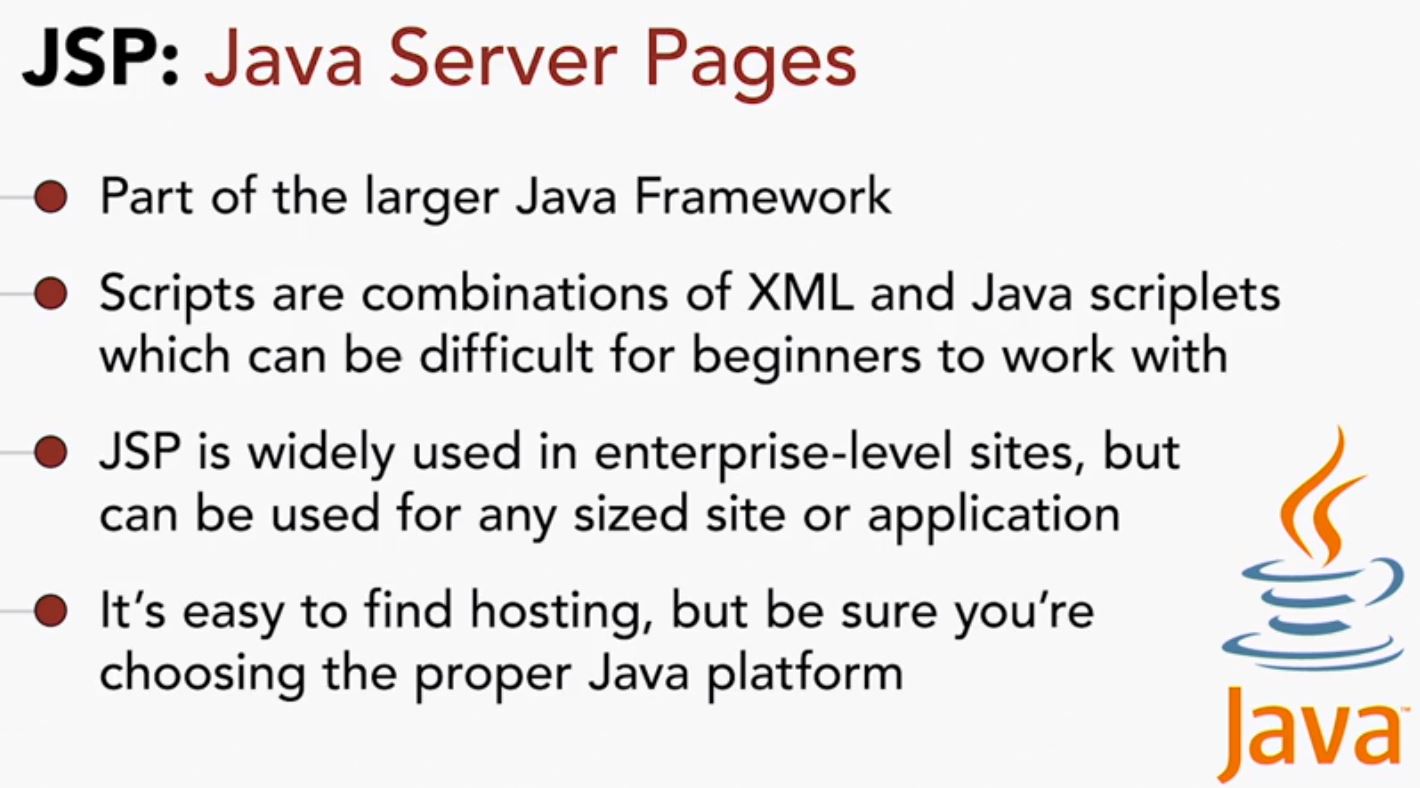 JSP: Java Server Pages
Part of the larger Java Framework
Scripts are combinations of XML and Java scriplets
which can be difficult for beginners to work with
JSP is widely used in enterprise-level sites, but
can be used for any sized site or application
It’s easy to find hosting, but be sure you’re
choosing the proper Java platform
Java™